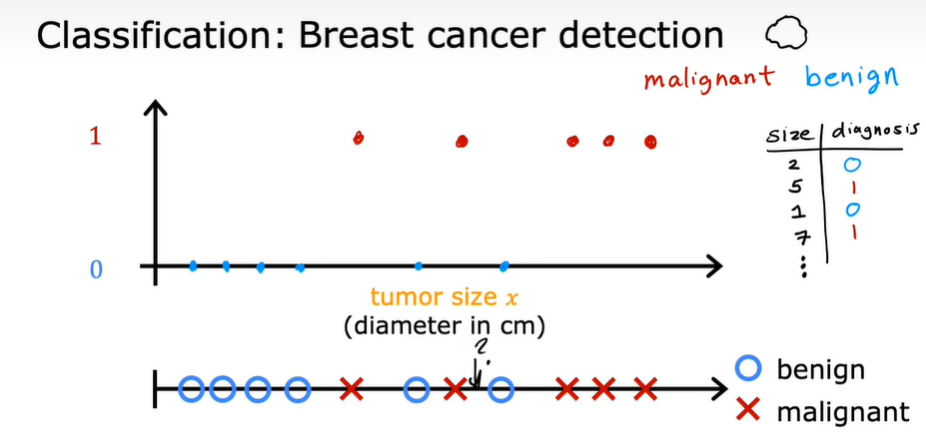 Classification: Breast cancer detection
malignant benign
1
0
size diagnosis
2 0
5 1
1 0
7 1
⋮
tumor size x
(diameter in cm)
?
benign
malignant